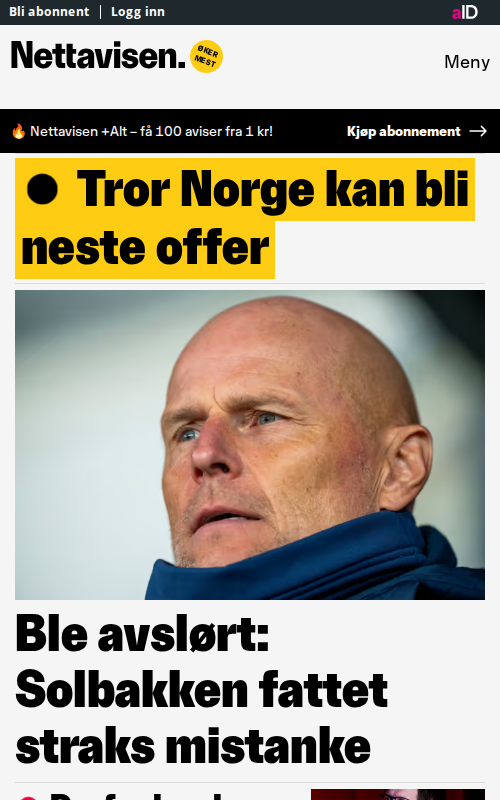 Bli abonnent | Logg inn
aID
Nettavisen.
ØKER
MEST
Meny
🔥 Nettavisen +Alt – få 100 aviser fra 1 kr!
Kjøp abonnement →
● Tror Norge kan bli
neste offer
Ble avslørt:
Solbakken fattet
straks mistanke